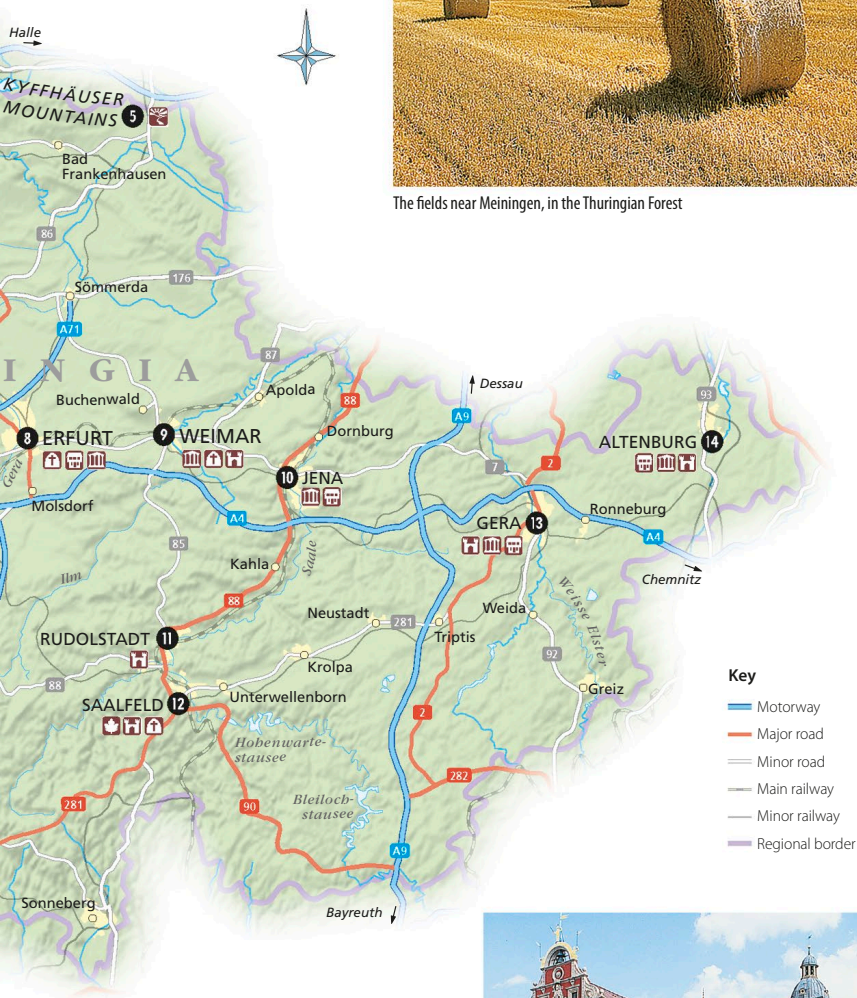 Halle
KYFFHÄUSER
MOUNTAINS 5
Bad
Frankenhausen
The fields near Meiningen, in the Thuringian Forest
86
176
Sömmerda
A71
INGIA
87
Dessau
93
Buchenwald
Apolda
88
A9
8 ERFURT
9 WEIMAR
Dornburg
ALTENBURG 14
Gera
7
2
10 JENA
Molsdorf
Ronneburg
A4
GERA 13
A4
85
Saale
Chemnitz
Kahla
Ilm
Weisse Elster
88
Neustadt
281
Weida
RUDOLSTADT 11
Triptis
92
Krolpa
88
Key
Unterwellenborn
Greiz
SAALFELD 12
Motorway
2
Major road
Hohenwarte-
stausee
Minor road
282
Main railway
281
90
Bleiloch-
stausee
Minor railway
Regional border
A9
Sonneberg
Bayreuth